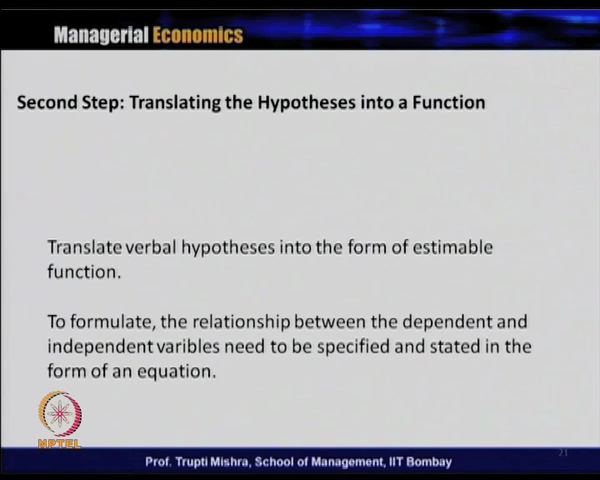 Managerial Economics
Second Step: Translating the Hypotheses into a Function
Translate verbal hypotheses into the form of estimable
function.
To formulate, the relationship between the dependent and
independent varibles need to be specified and stated in the
form of an equation.
NPTEL
Prof. Trupti Mishra, School of Management, IIT Bombay
21